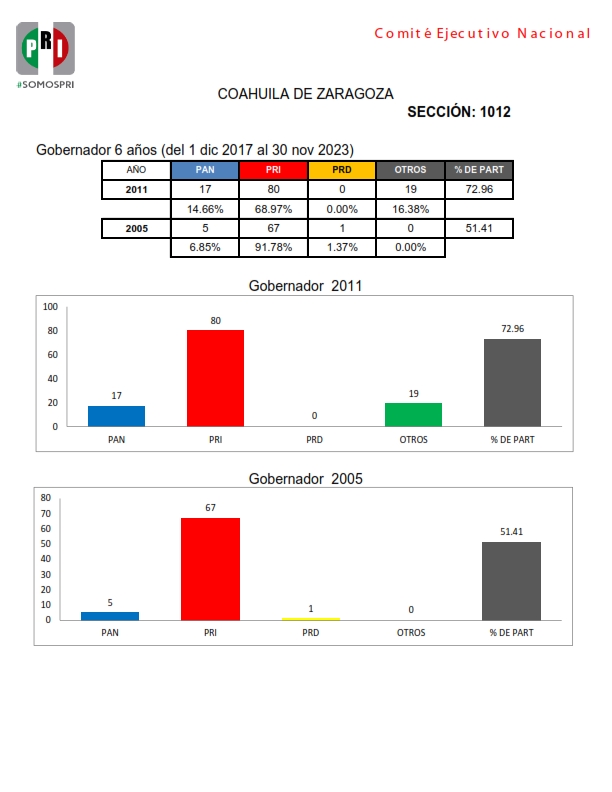 PRI
#SOMOSPRI
Comité Ejecutivo Nacional
COAHUILA DE ZARAGOZA
SECCIÓN: 1012
Gobernador 6 años (del 1 dic 2017 al 30 nov 2023)
AÑO PAN PRI PRD OTROS % DE PART
2011 17 80 0 19 72.96
14.66% 68.97% 0.00% 16.38%
2005 5 67 1 0 51.41
6.85% 91.78% 1.37% 0.00%
Gobernador 2011
100
80
60
40
20
0
17 80 0 19 72.96
PAN PRI PRD OTROS % DE PART
Gobernador 2005
80
70
60
50
40
30
20
10
0
5 67 1 0 51.41
PAN PRI PRD OTROS % DE PART